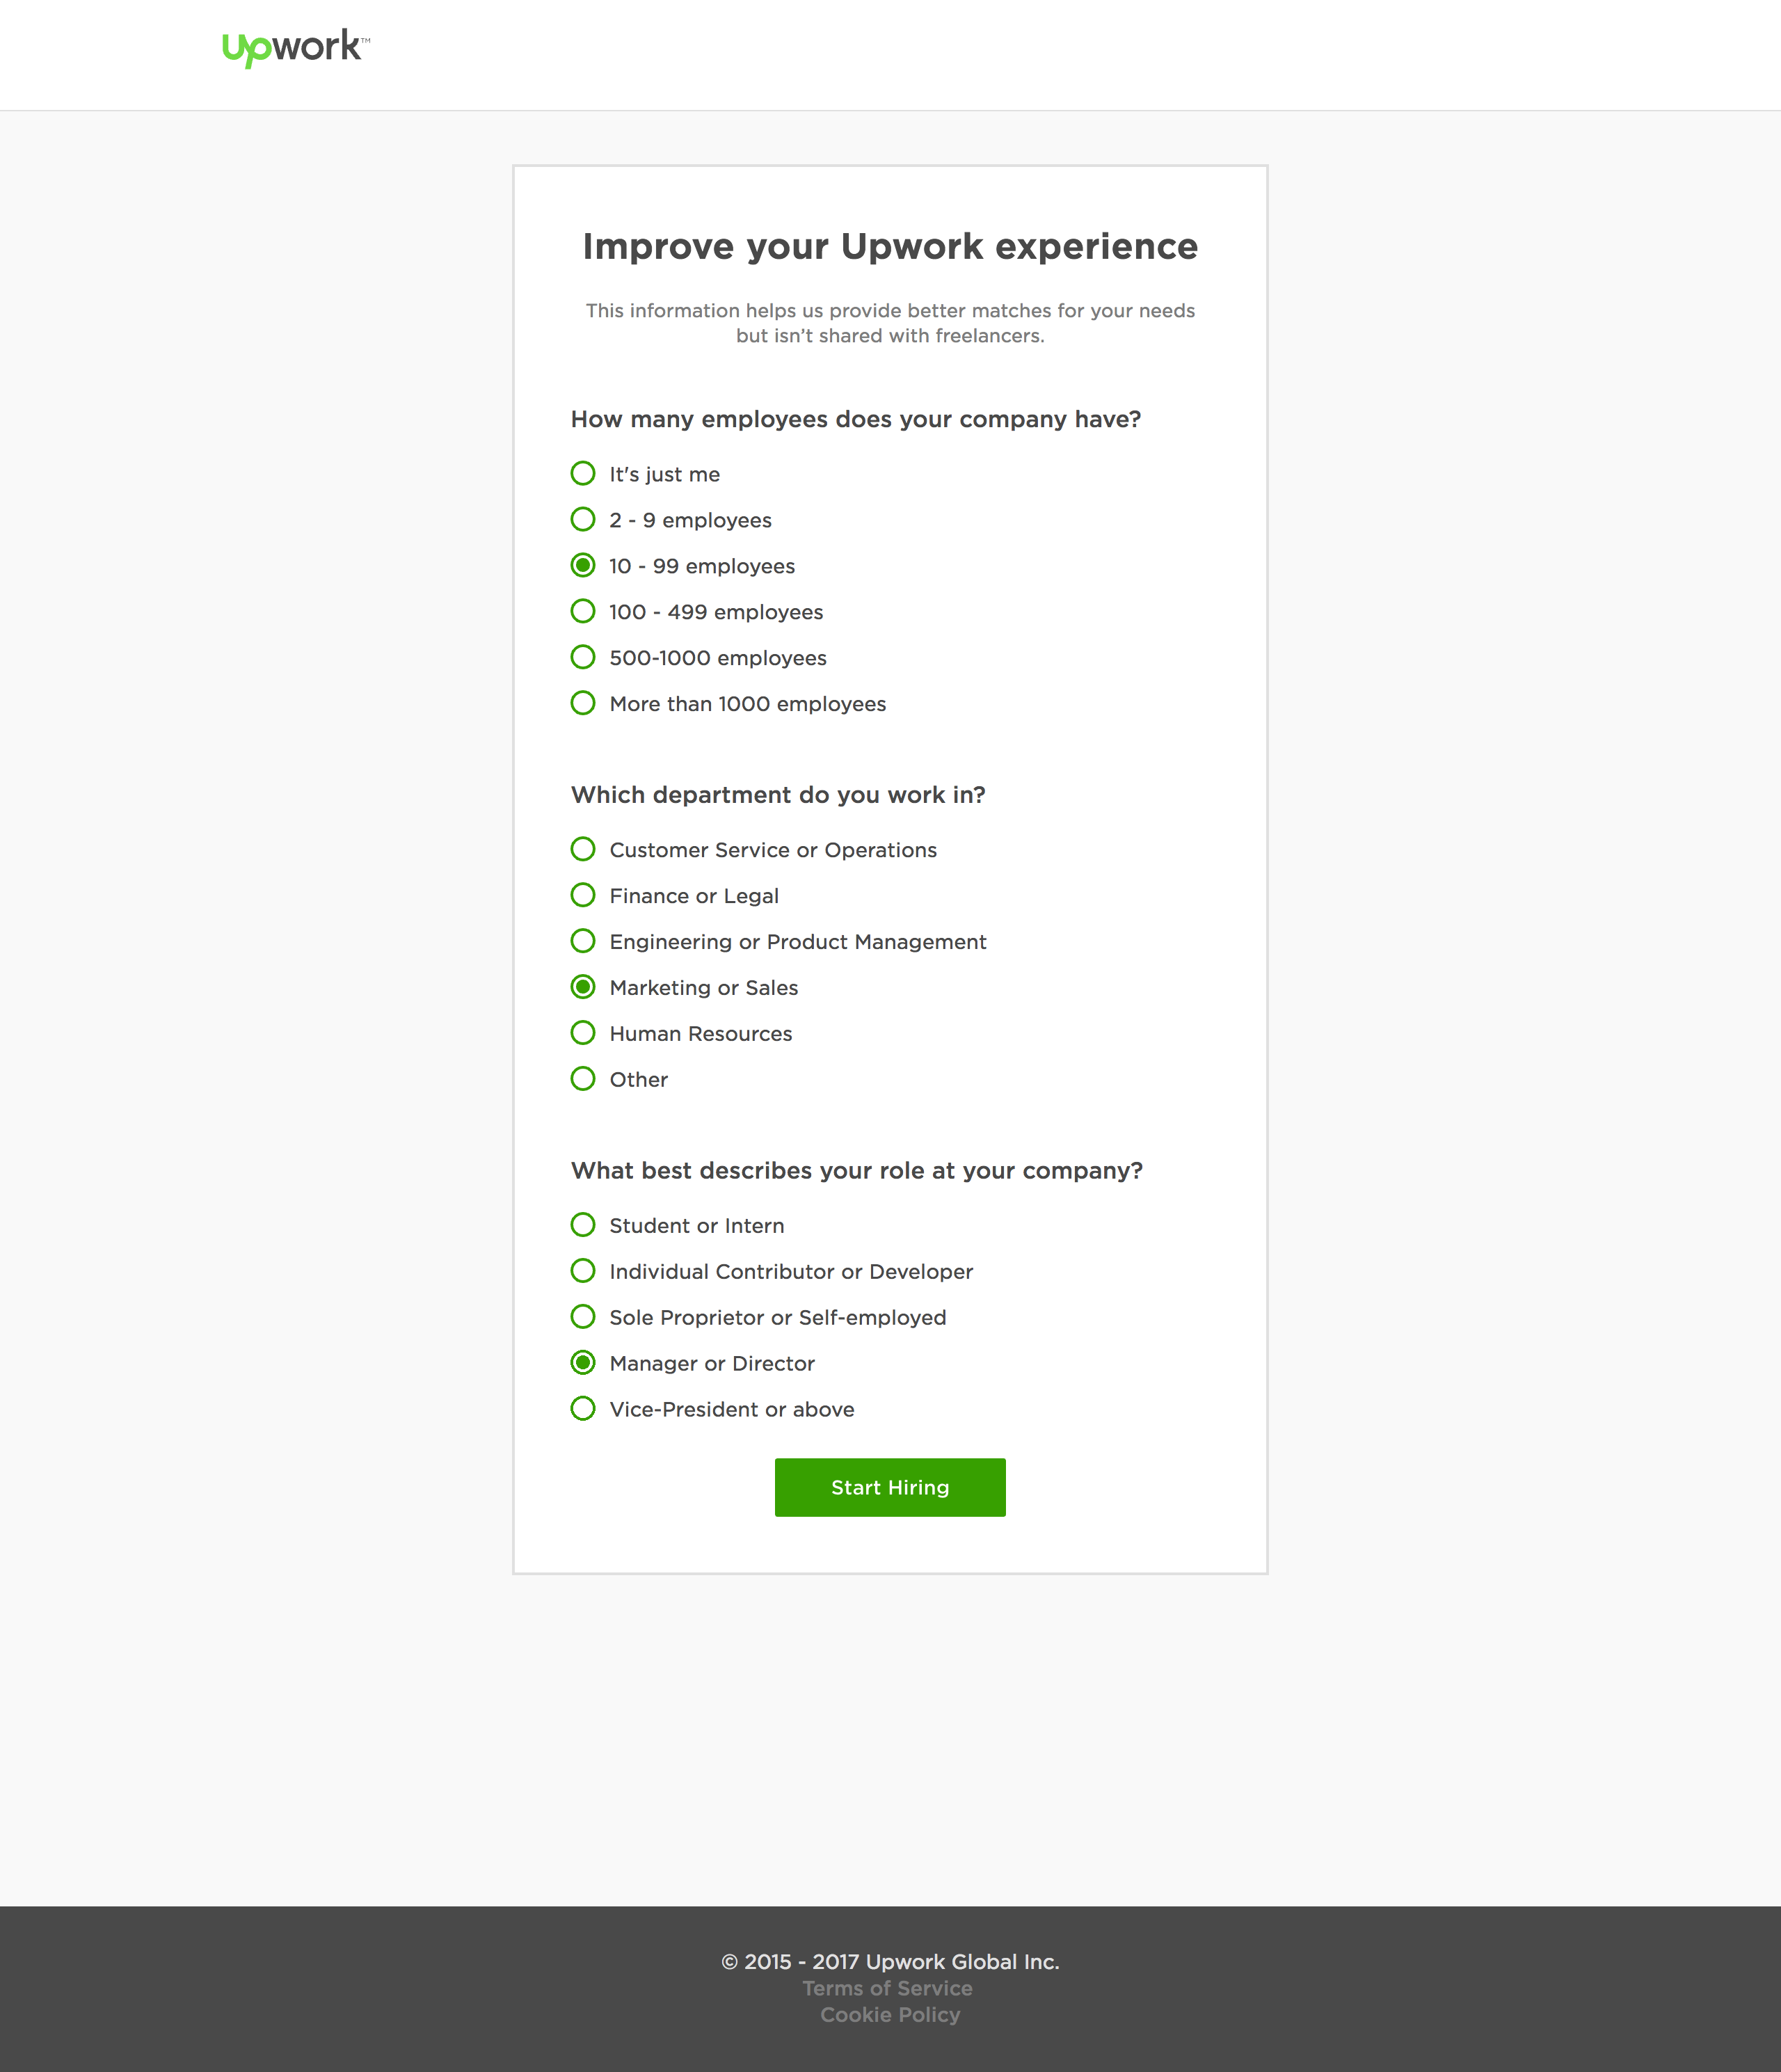 upwork™
Improve your Upwork experience
This information helps us provide better matches for your needs
but isn’t shared with freelancers.
How many employees does your company have?
It's just me
2 - 9 employees
10 - 99 employees
100 - 499 employees
500-1000 employees
More than 1000 employees
Which department do you work in?
Customer Service or Operations
Finance or Legal
Engineering or Product Management
Marketing or Sales
Human Resources
Other
What best describes your role at your company?
Student or Intern
Individual Contributor or Developer
Sole Proprietor or Self-employed
Manager or Director
Vice-President or above
Start Hiring
© 2015 - 2017 Upwork Global Inc.
Terms of Service
Cookie Policy